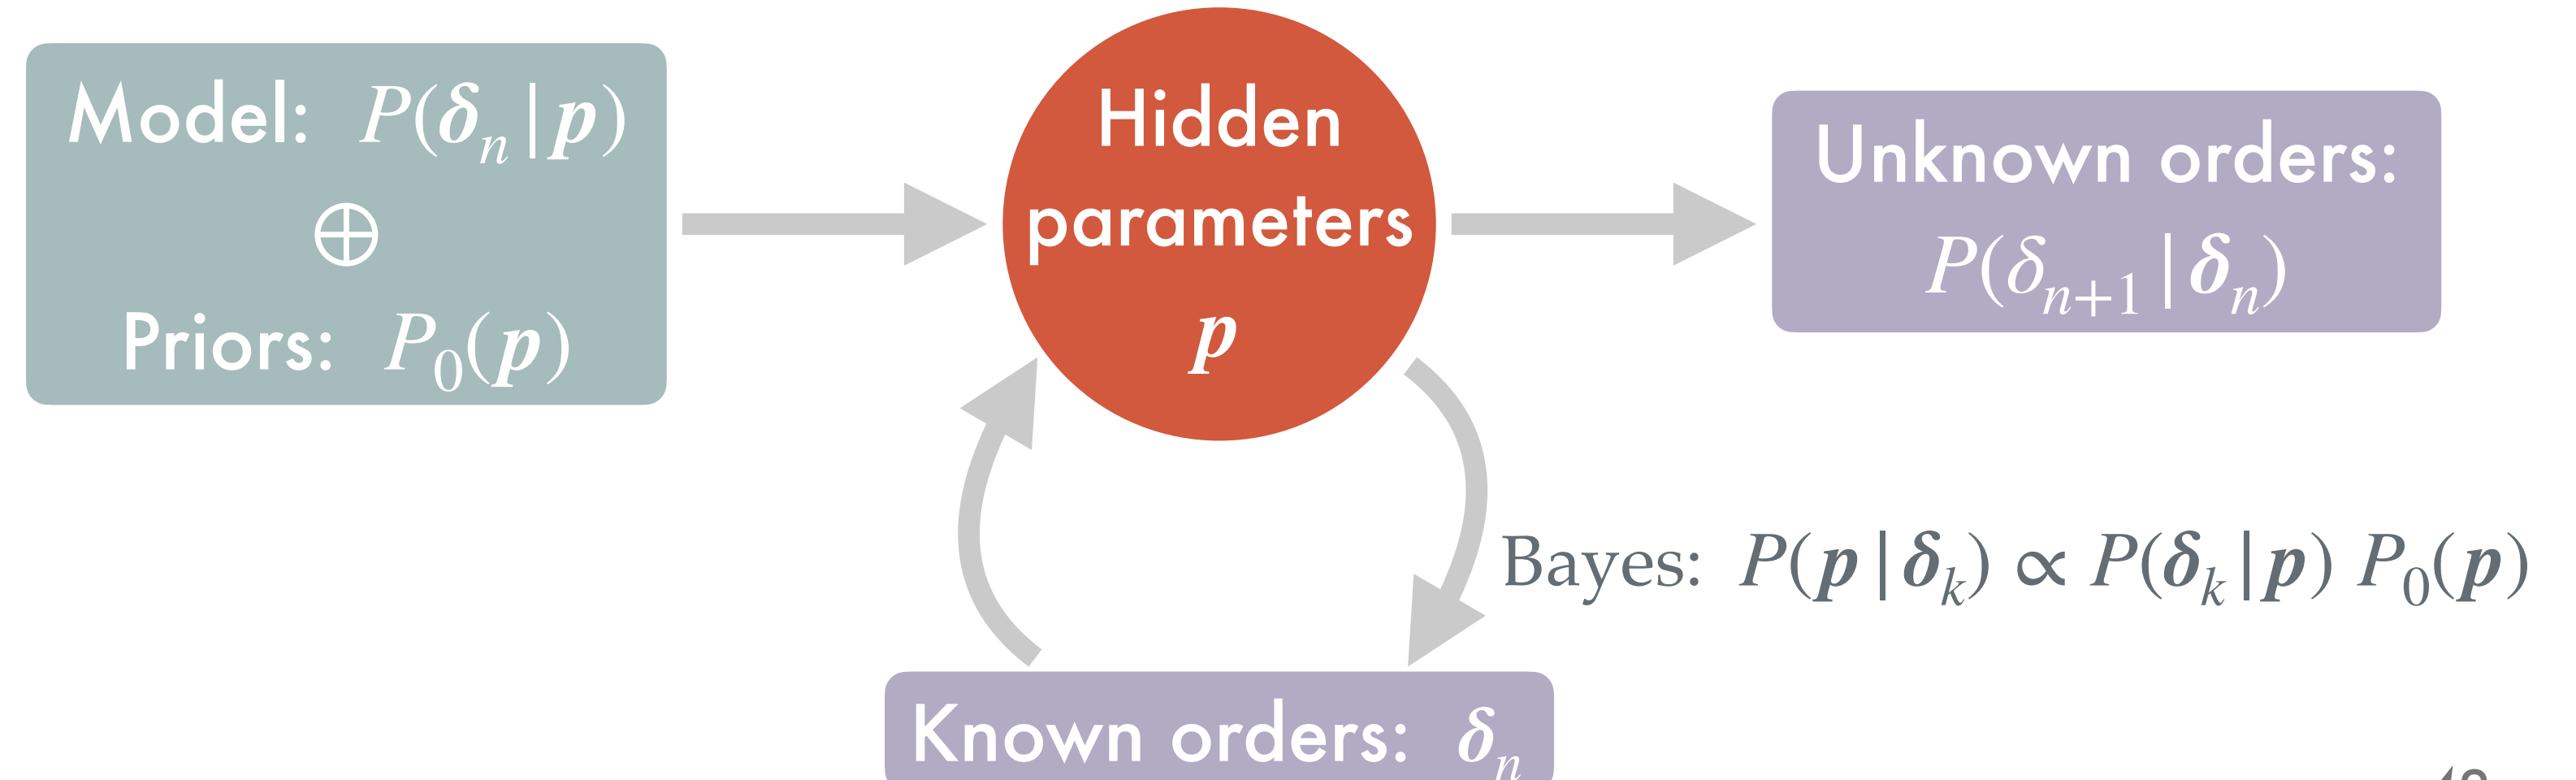 Model: P(δₙ|p)
⊕
Priors: P₀(p)
Hidden
parameters
p
Unknown orders:
P(δₙ₊₁|δₙ)
Bayes: P(p|δₖ) ∝ P(δₖ|p) P₀(p)
Known orders: δₙ